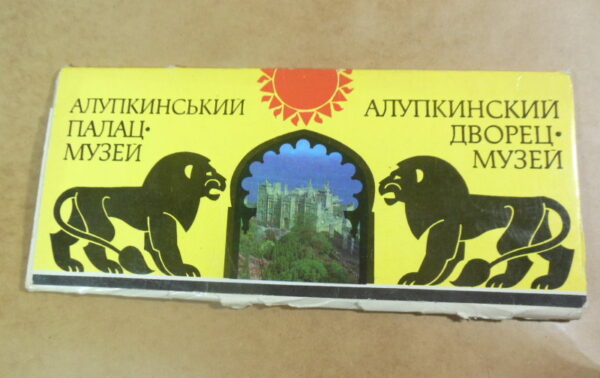 АЛУПКИНСЬКИЙ
ПАЛАЦ•
МУЗЕЙ
АЛУПКИНСКИЙ
ДВОРЕЦ•
МУЗЕЙ